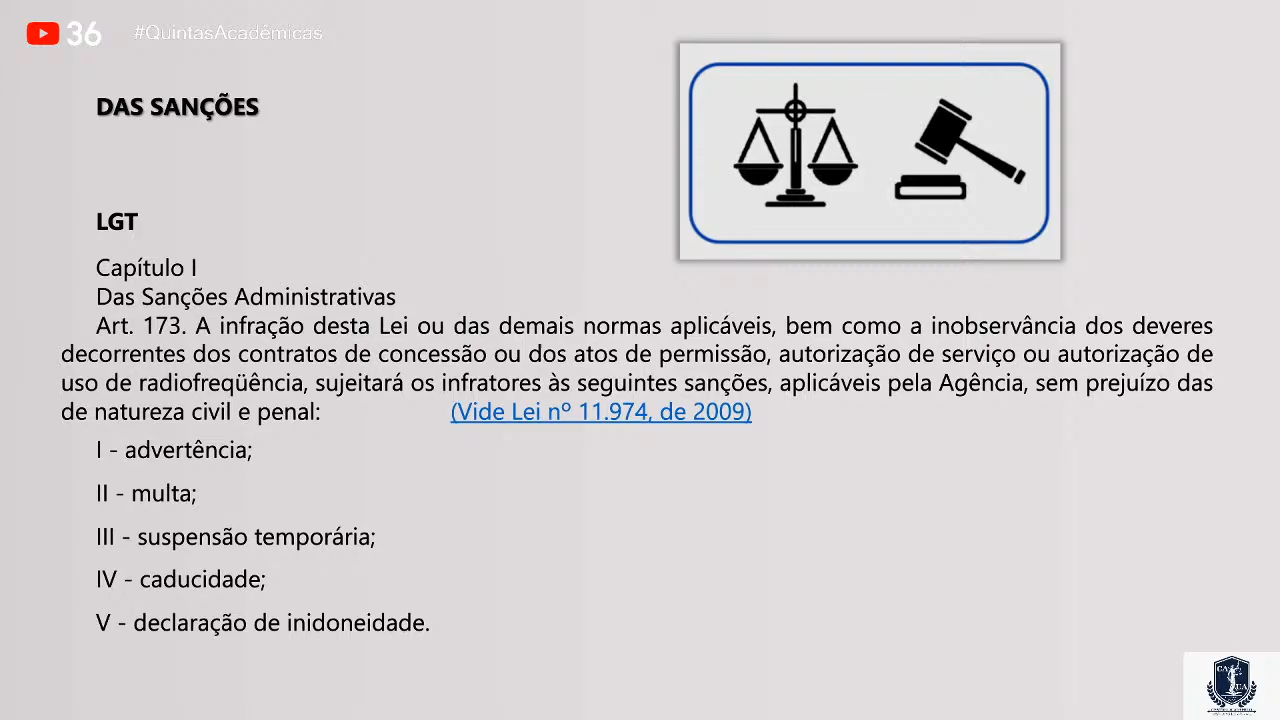 36 #QuintasAcadêmicas
DAS SANÇÕES
LGT
Capítulo I
Das Sanções Administrativas
Art. 173. A infração desta Lei ou das demais normas aplicáveis, bem como a inobservância dos deveres
decorrentes dos contratos de concessão ou dos atos de permissão, autorização de serviço ou autorização de
uso de radiofreqüência, sujeitará os infratores às seguintes sanções, aplicáveis pela Agência, sem prejuízo das
de natureza civil e penal: (Vide Lei nº 11.974, de 2009)
I - advertência;
II - multa;
III - suspensão temporária;
IV - caducidade;
V - declaração de inidoneidade.